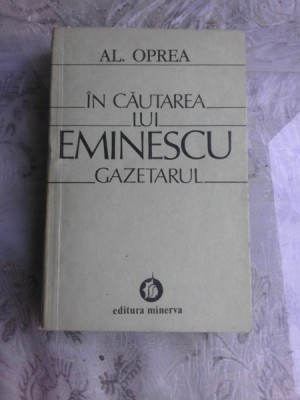 AL. OPREA
ÎN CĂUTAREA
LUI
EMINESCU
GAZETARUL
editura minerva